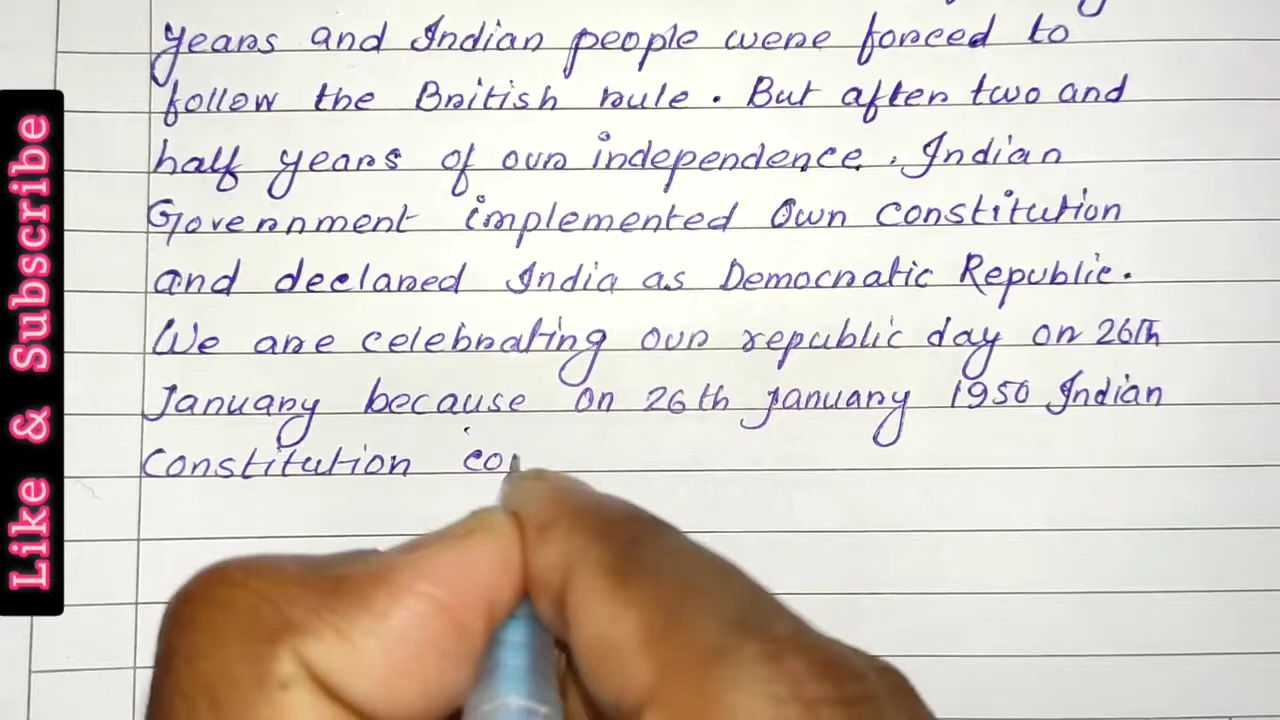 years and Indian people were forced to
follow the British rule. But after two and
half years of our independence, Indian
Government implemented Own constitution
and declared India as Democratic Republic.
We are celebrating our republic day on 26th
January because on 26th january 1950 Indian
Constitution co
Like & Subscribe